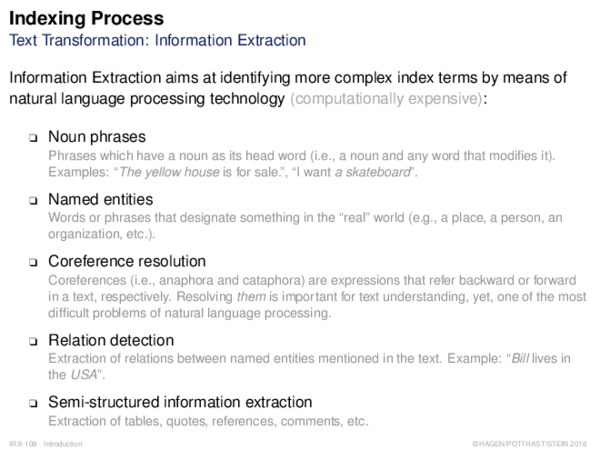 Indexing Process
Text Transformation: Information Extraction
Information Extraction aims at identifying more complex index terms by means of
natural language processing technology (computationally expensive):
❑ Noun phrases
Phrases which have a noun as its head word (i.e., a noun and any word that modifies it).
Examples: “The yellow house is for sale.”, “I want a skateboard”.
❑ Named entities
Words or phrases that designate something in the “real” world (e.g., a place, a person, an
organization, etc.).
❑ Coreference resolution
Coreferences (i.e., anaphora and cataphora) are expressions that refer backward or forward
in a text, respectively. Resolving them is important for text understanding, yet, one of the most
difficult problems of natural language processing.
❑ Relation detection
Extraction of relations between named entities mentioned in the text. Example: “Bill lives in
the USA”.
❑ Semi-structured information extraction
Extraction of tables, quotes, references, comments, etc.
IR:II-108 Introduction ©HAGEN/POTTHAST/STEIN 2018